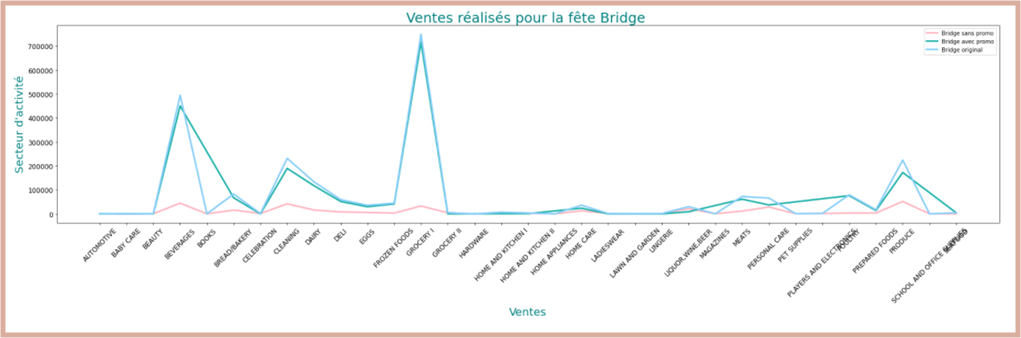 Ventes réalisés pour la fête Bridge
Bridge sans promo
Bridge avec promo
Bridge original
Secteur d'activité
700000
600000
500000
400000
300000
200000
100000
0
AUTOMOTIVE
BABY CARE
BEAUTY
BEVERAGES
BOOKS
BREAD/BAKERY
CELEBRATION
CLEANING
DAIRY
DELI
EGGS
FROZEN FOODS
GROCERY I
GROCERY II
HARDWARE
HOME AND KITCHEN I
HOME AND KITCHEN II
HOME APPLIANCES
HOME CARE
LADIESWEAR
LAWN AND GARDEN
LINGERIE
LIQUOR,WINE,BEER
MAGAZINES
MEATS
PERSONAL CARE
PET SUPPLIES
PLAYERS AND ELECTRONICS
POULTRY
PREPARED FOODS
PRODUCE
SCHOOL AND OFFICE SUPPLIES
Ventes